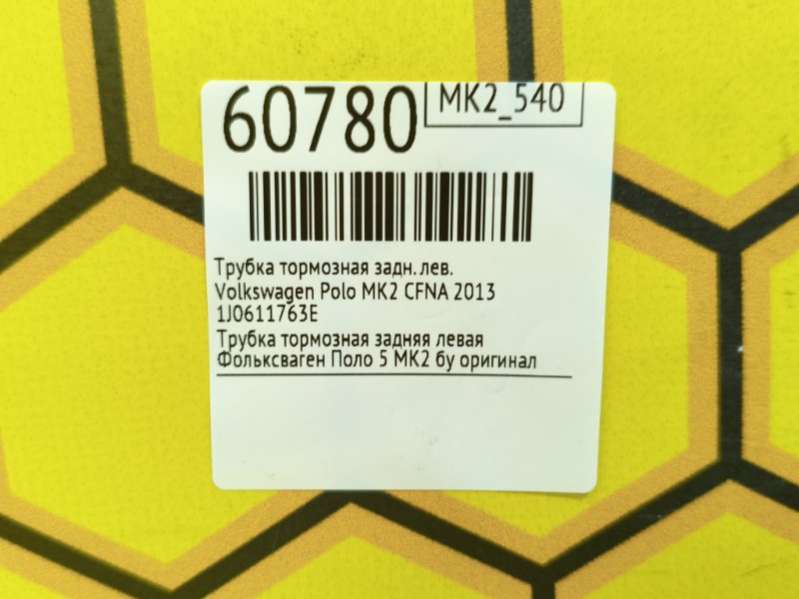 60780
MK2_540
Трубка тормозная задн. лев.
Volkswagen Polo MK2 CFNA 2013
1J0611763E
Трубка тормозная задняя левая
Фольксваген Поло 5 МК2 бу оригинал